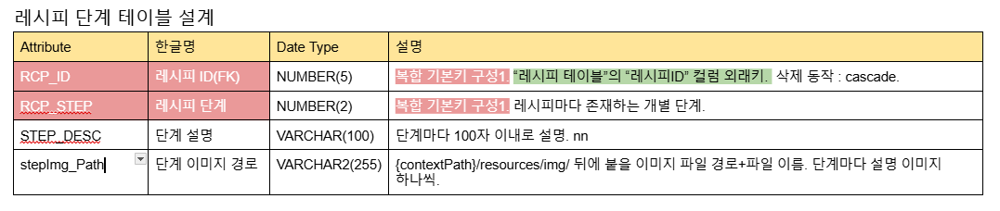 레시피 단계 테이블 설계
Attribute 한글명 Date Type 설명
RCP_ID 레시피 ID(FK) NUMBER(5) 복합 기본키 구성1. “레시피 테이블”의 “레시피ID” 컬럼 외래키. 삭제 동작 : cascade.
RCP_STEP 레시피 단계 NUMBER(2) 복합 기본키 구성1. 레시피마다 존재하는 개별 단계.
STEP_DESC 단계 설명 VARCHAR(100) 단계마다 100자 이내로 설명. nn
stepImg_Path 단계 이미지 경로 VARCHAR2(255) {contextPath}/resources/img/ 뒤에 붙을 이미지 파일 경로+파일 이름. 단계마다 설명 이미지
하나씩.